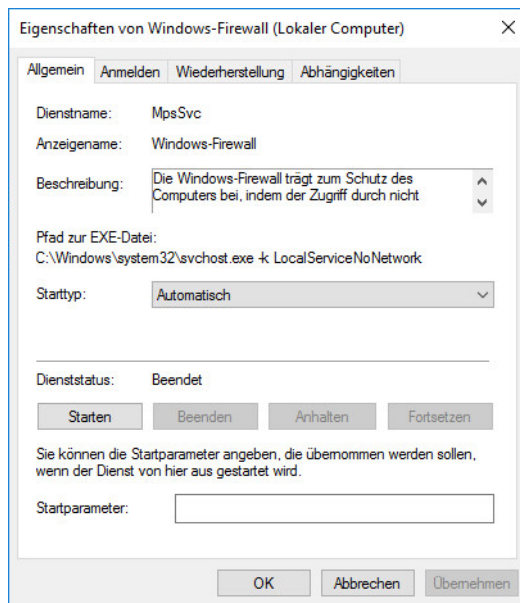 Eigenschaften von Windows-Firewall (Lokaler Computer)
Allgemein Anmelden Wiederherstellung Abhängigkeiten
Dienstname: MpsSvc
Anzeigename: Windows-Firewall
Beschreibung: Die Windows-Firewall trägt zum Schutz des
Computers bei, indem der Zugriff durch nicht
Pfad zur EXE-Datei:
C:\Windows\system32\svchost.exe -k LocalServiceNoNetwork
Starttyp: Automatisch
Dienststatus: Beendet
Starten Beenden Anhalten Fortsetzen
Sie können die Startparameter angeben, die übernommen werden sollen,
wenn der Dienst von hier aus gestartet wird.
Startparameter:
OK Abbrechen Übernehmen